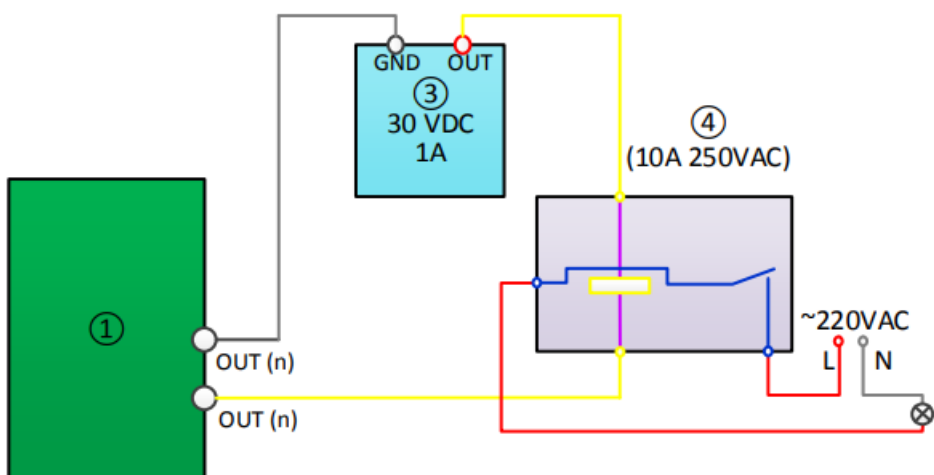 GND OUT
③
30 VDC
1A
④
(10A 250VAC)
①
OUT (n)
OUT (n)
~220VAC
L N